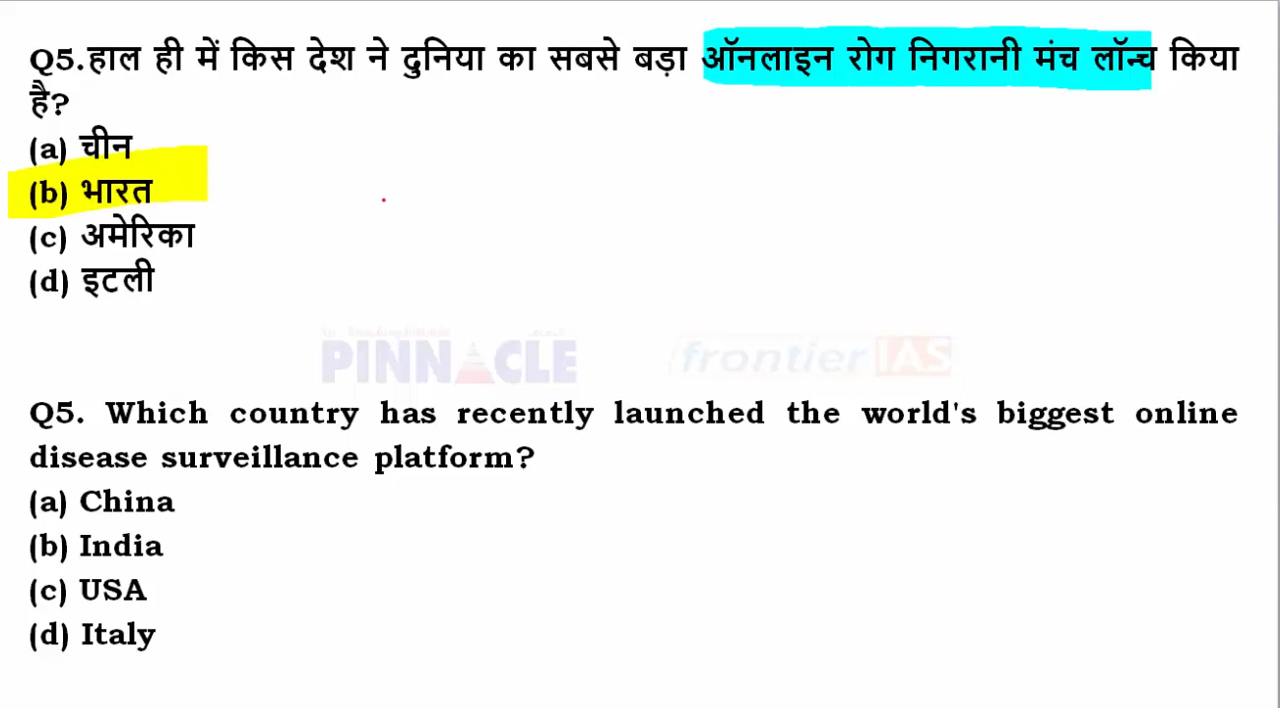 Q5.हाल ही में किस देश ने दुनिया का सबसे बड़ा ऑनलाइन रोग निगरानी मंच लॉन्च किया
है?
(a) चीन
(b) भारत
(c) अमेरिका
(d) इटली
PINNACLE frontier IAS
Q5. Which country has recently launched the world's biggest online
disease surveillance platform?
(a) China
(b) India
(c) USA
(d) Italy